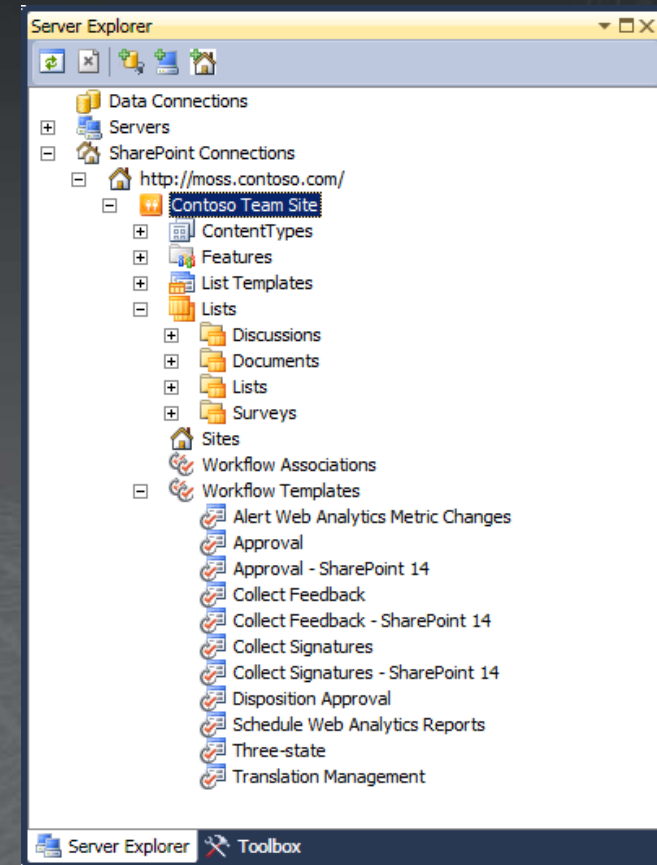 Server Explorer
Data Connections
Servers
SharePoint Connections
http://moss.contoso.com/
Contoso Team Site
ContentTypes
Features
List Templates
Lists
Discussions
Documents
Lists
Surveys
Sites
Workflow Associations
Workflow Templates
Alert Web Analytics Metric Changes
Approval
Approval - SharePoint 14
Collect Feedback
Collect Feedback - SharePoint 14
Collect Signatures
Collect Signatures - SharePoint 14
Disposition Approval
Schedule Web Analytics Reports
Three-state
Translation Management
Server Explorer Toolbox